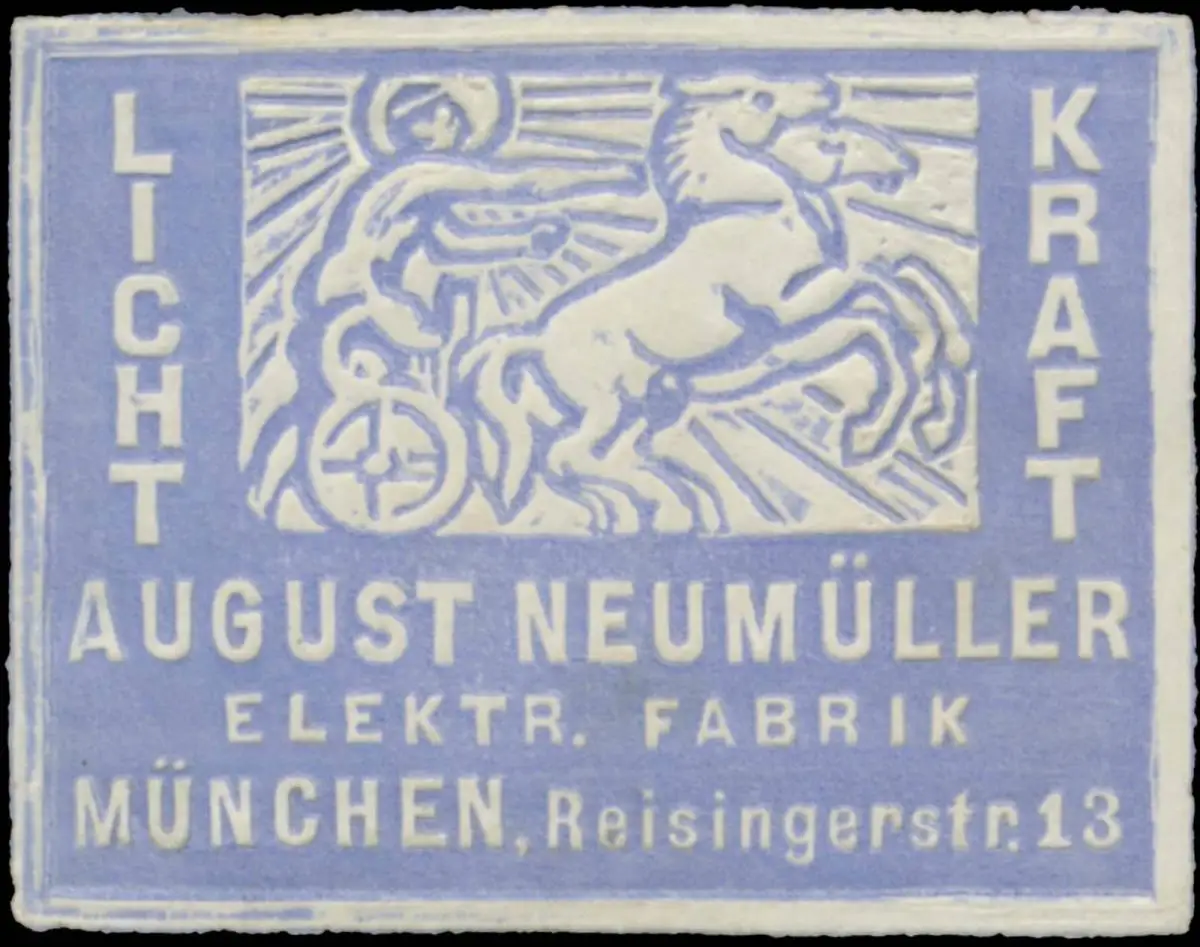 LICHT
KRAFT
AUGUST NEUMÜLLER
ELEKTR. FABRIK
MÜNCHEN, Reisingerstr. 13